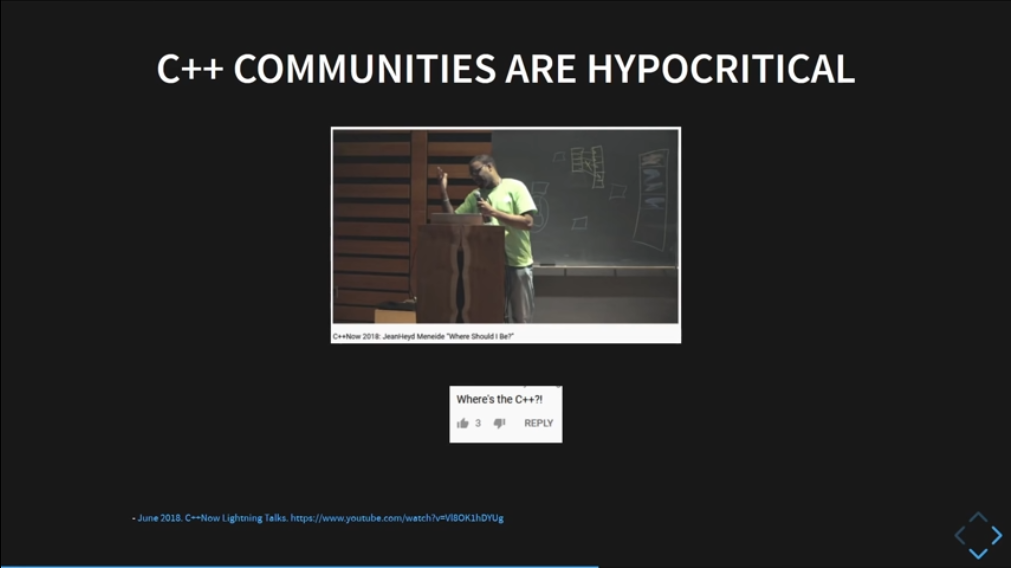 C++ COMMUNITIES ARE HYPOCRITICAL
C++Now 2018: JeanHeyd Meneide "Where Should I Be?"
Where's the C++?!
3 REPLY
- June 2018. C++Now Lightning Talks. https://www.youtube.com/watch?v=Vl8OK1hDYUg